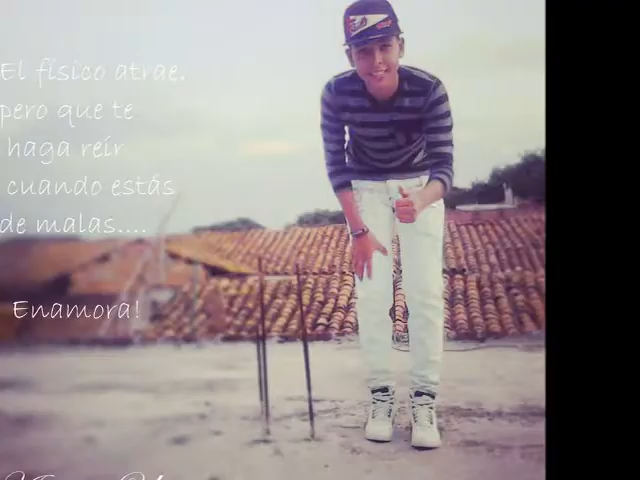 El físico atrae.
pero que te
haga reír
cuando estás
de malas....
Enamora!